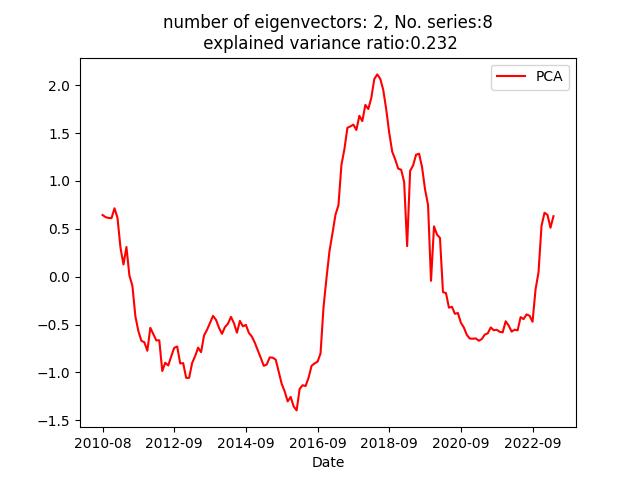 number of eigenvectors: 2, No. series:8
explained variance ratio:0.232
PCA
2.0
1.5
1.0
0.5
0.0
−0.5
−1.0
−1.5
2010-08 2012-09 2014-09 2016-09 2018-09 2020-09 2022-09
Date